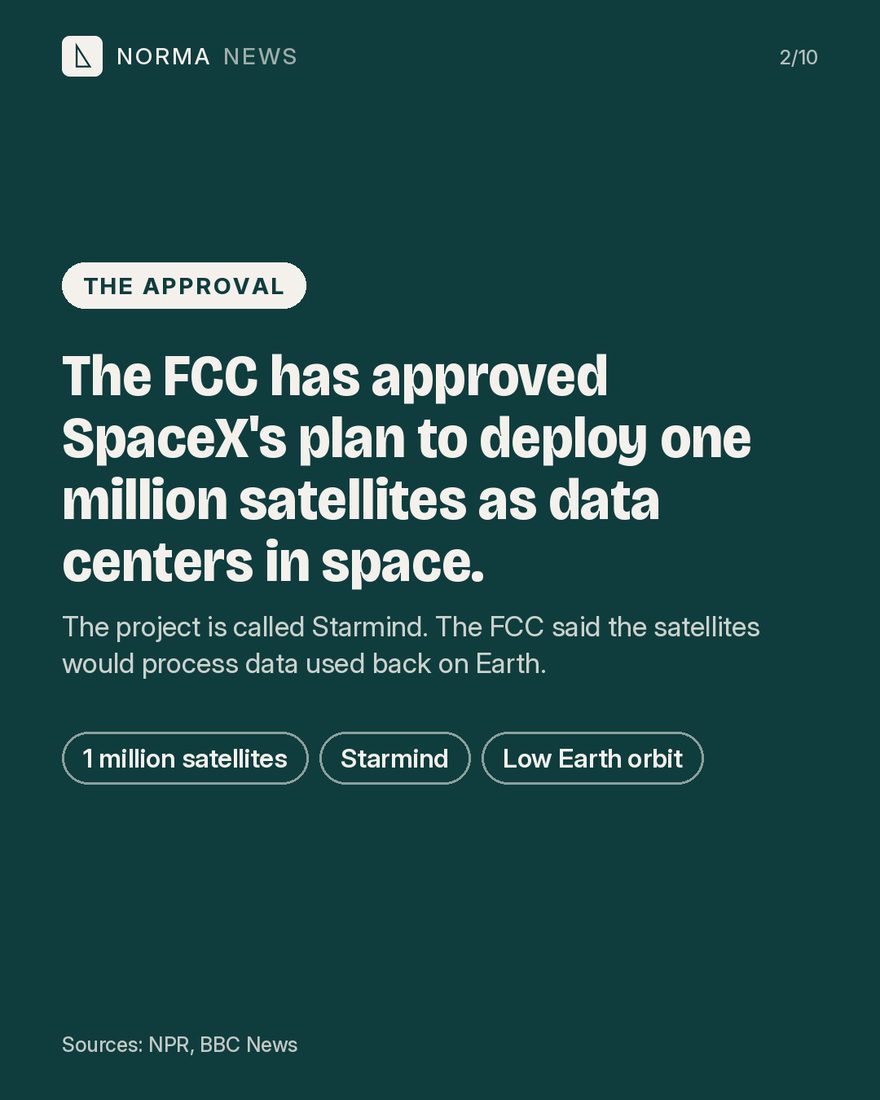 NORMA NEWS
2/10
THE APPROVAL
The FCC has approved
SpaceX's plan to deploy one
million satellites as data
centers in space.
The project is called Starmind. The FCC said the satellites
would process data used back on Earth.
1 million satellites
Starmind
Low Earth orbit
Sources: NPR, BBC News